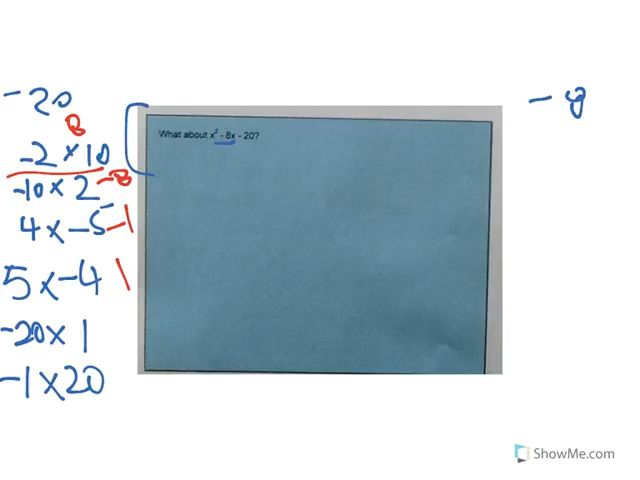 -20
- 8
8
What about x² - 8x - 20?
-2 x 10
-10 x 2 -8
4 x -5 -1
5 x -4 1
-20 x 1
-1 x 20
ShowMe.com